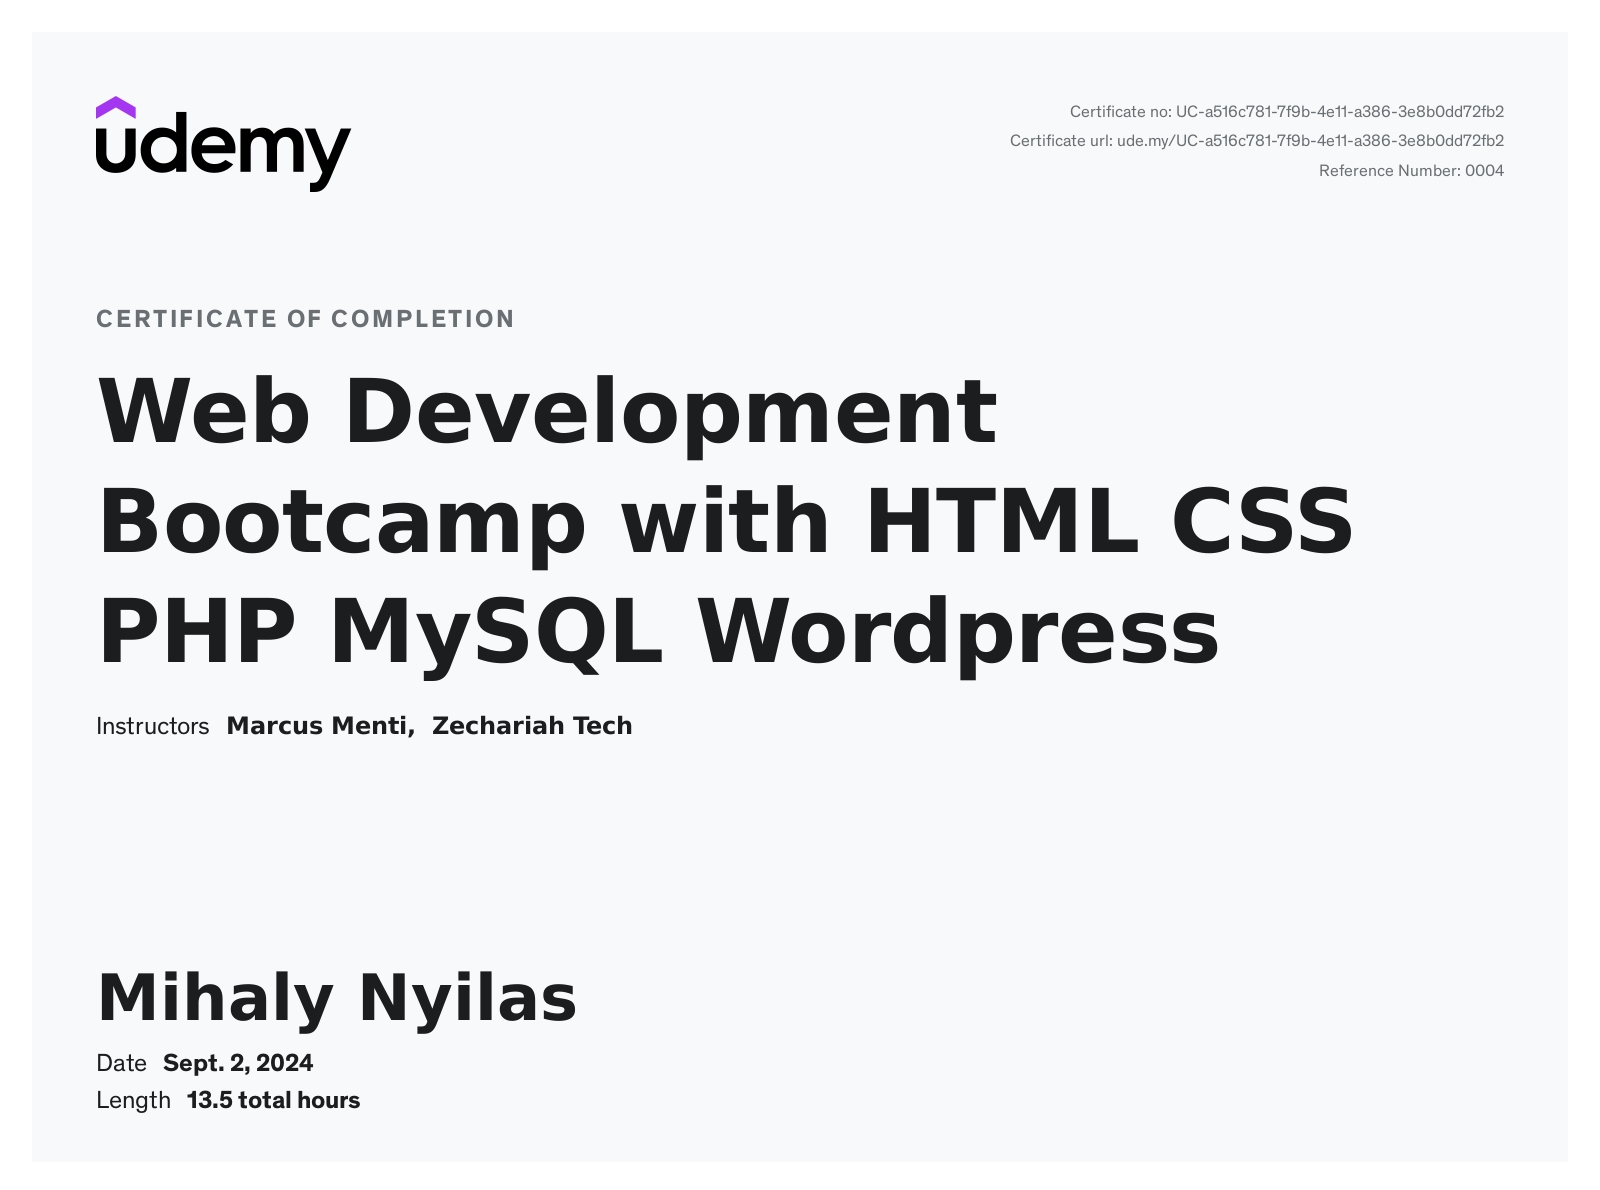 udemy
Certificate no: UC-a516c781-7f9b-4e11-a386-3e8b0dd72fb2
Certificate url: ude.my/UC-a516c781-7f9b-4e11-a386-3e8b0dd72fb2
Reference Number: 0004
CERTIFICATE OF COMPLETION
Web Development
Bootcamp with HTML CSS
PHP MySQL Wordpress
Instructors Marcus Menti, Zechariah Tech
Mihaly Nyilas
Date Sept. 2, 2024
Length 13.5 total hours